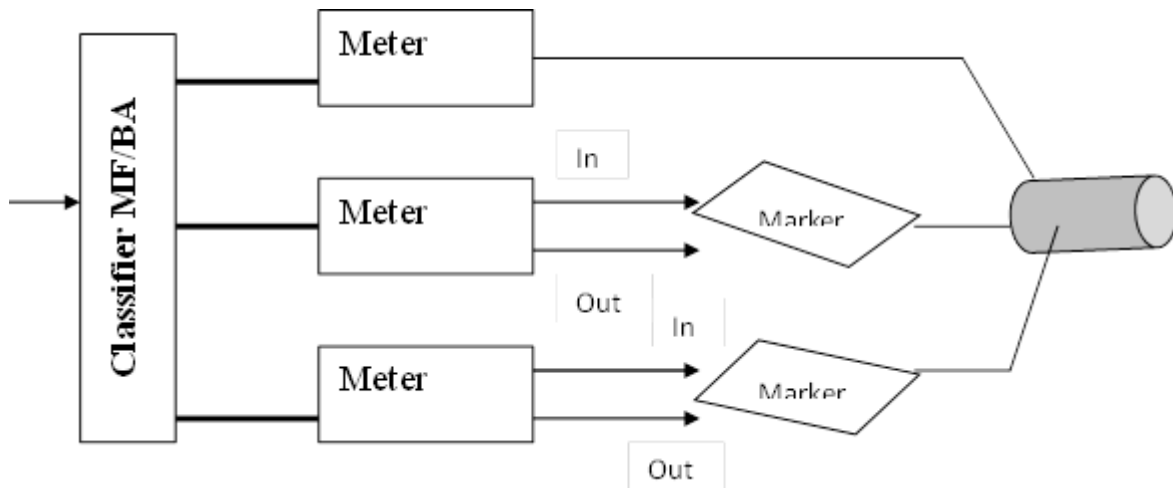 Classifier MF/BA
Meter
In
Meter
Marker
Out
In
Meter
Marker
Out